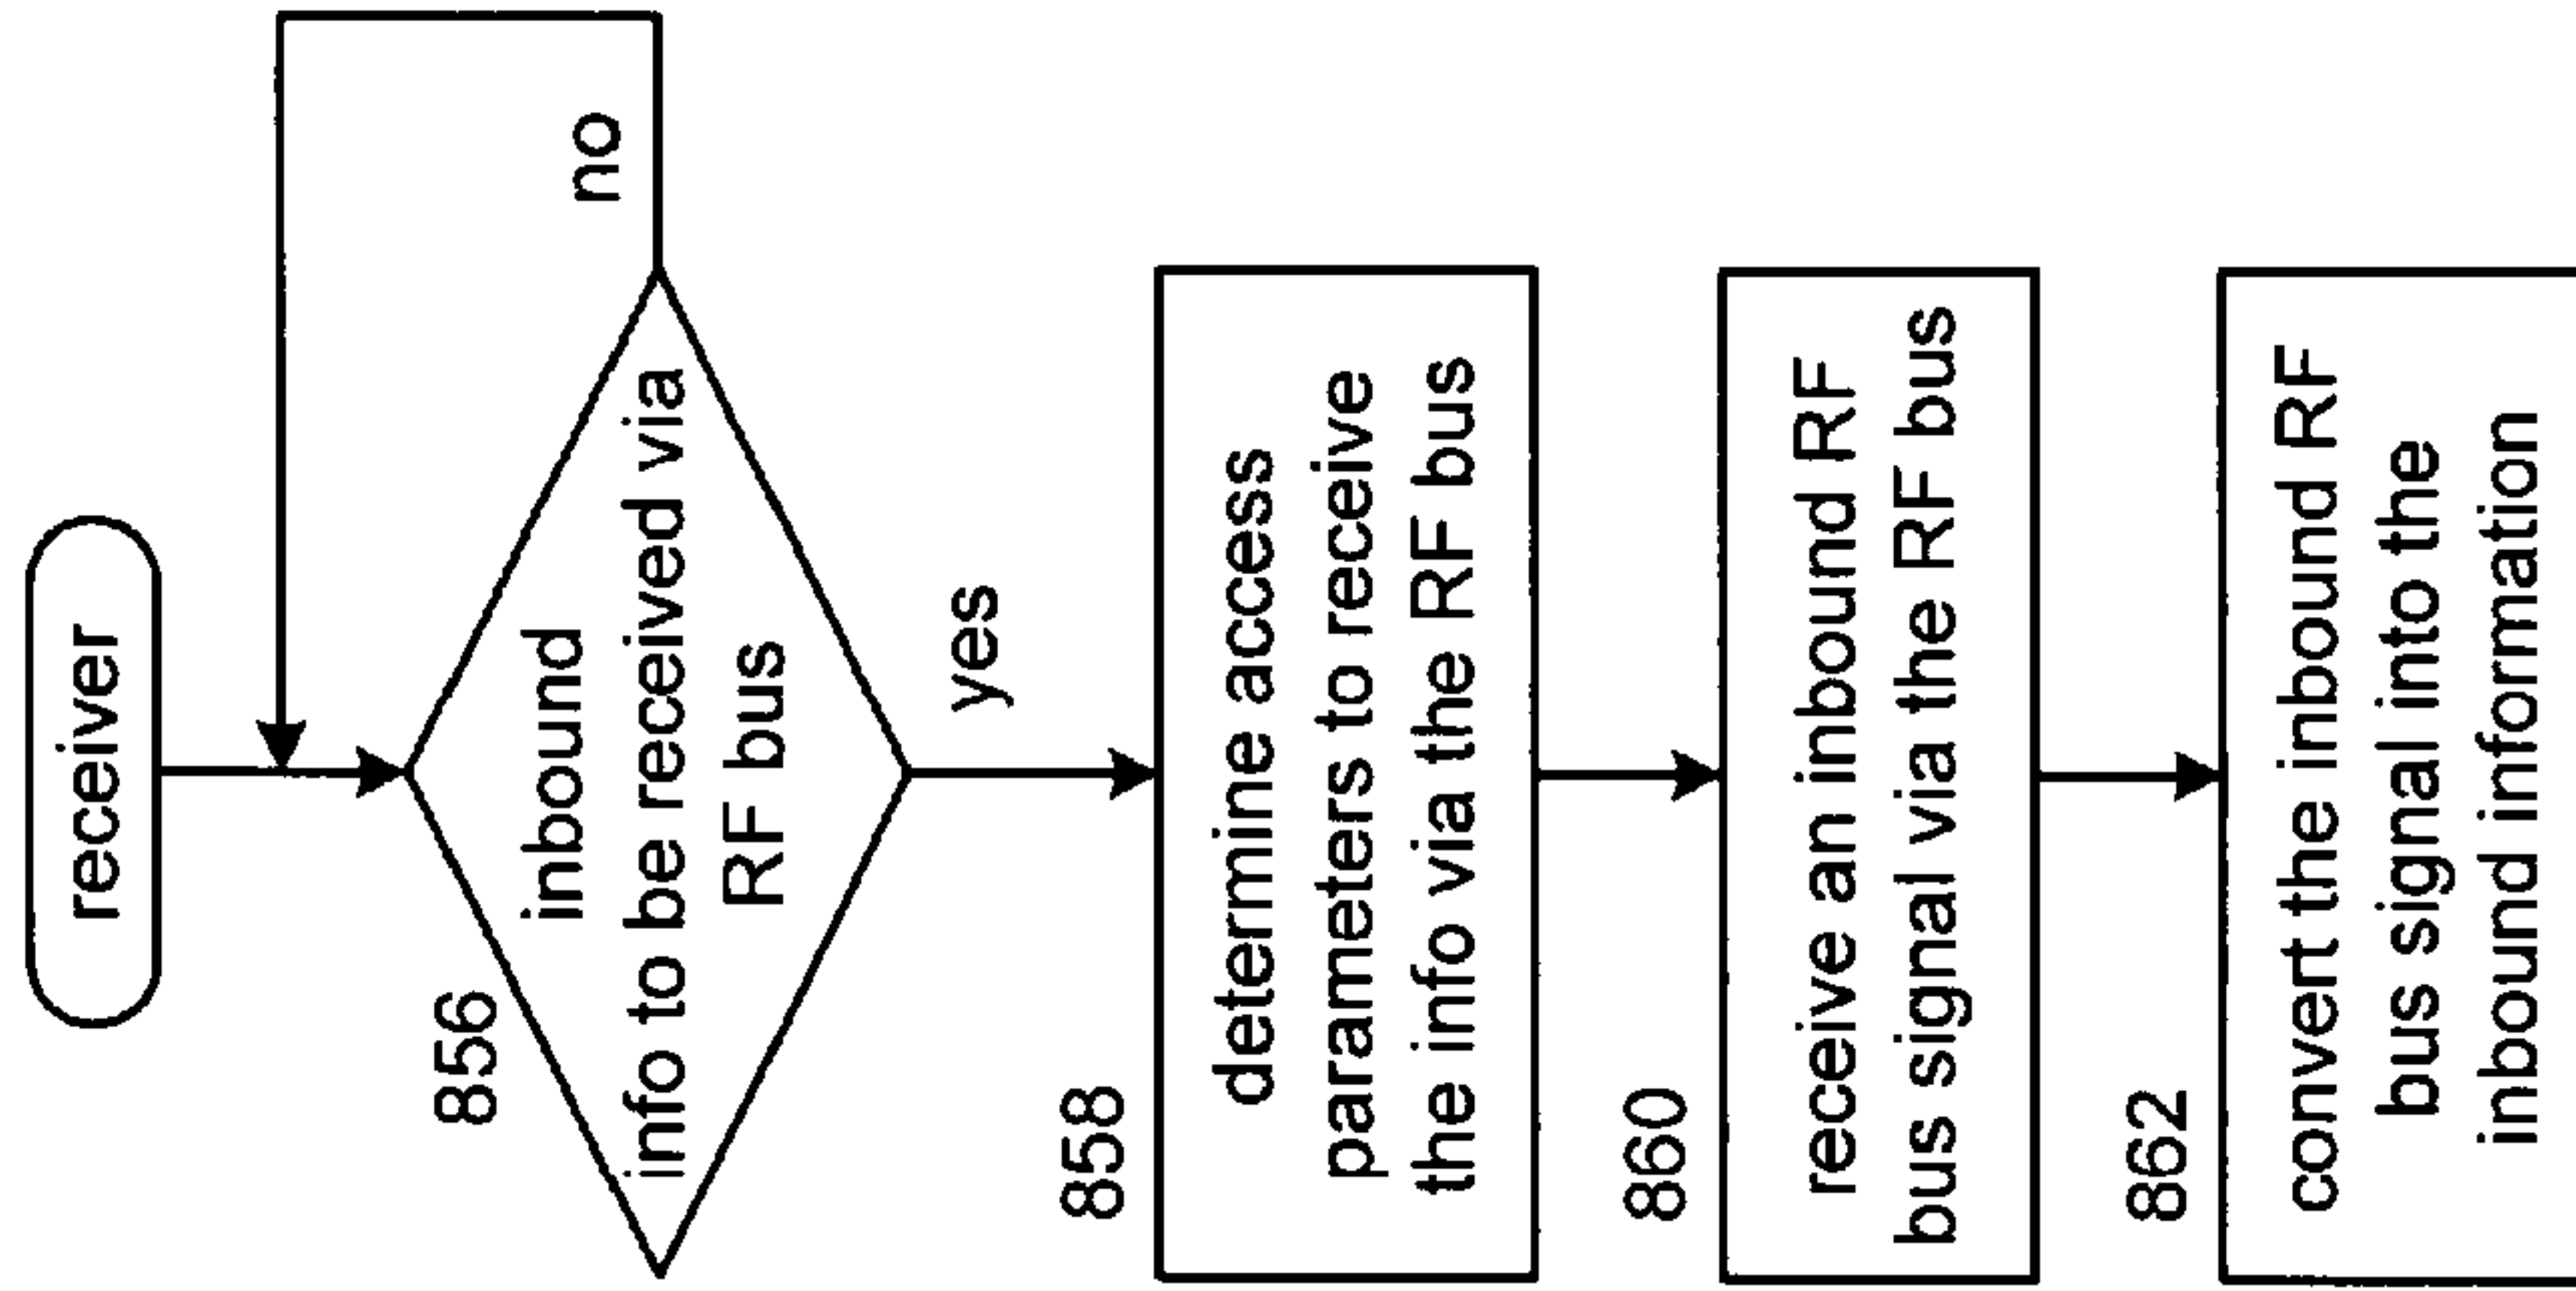 receiver
856
inbound
info to be received via
RF bus
no
yes
858
determine access
parameters to receive
the info via the RF bus
860
receive an inbound RF
bus signal via the RF bus
862
convert the inbound RF
bus signal into the
inbound information